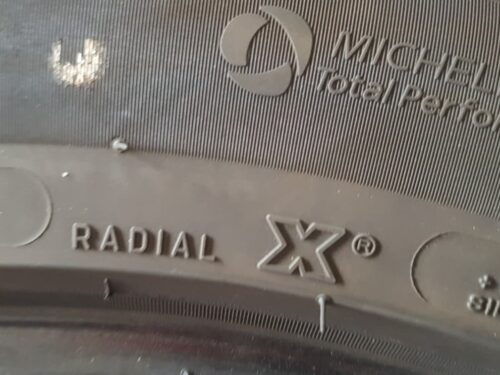 MICHEL
Total Perfor
RADIAL X®
+